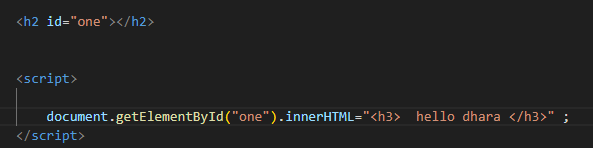 <h2 id="one"></h2>
<script>
document.getElementById("one").innerHTML="<h3>  hello dhara </h3>" ;
</script>